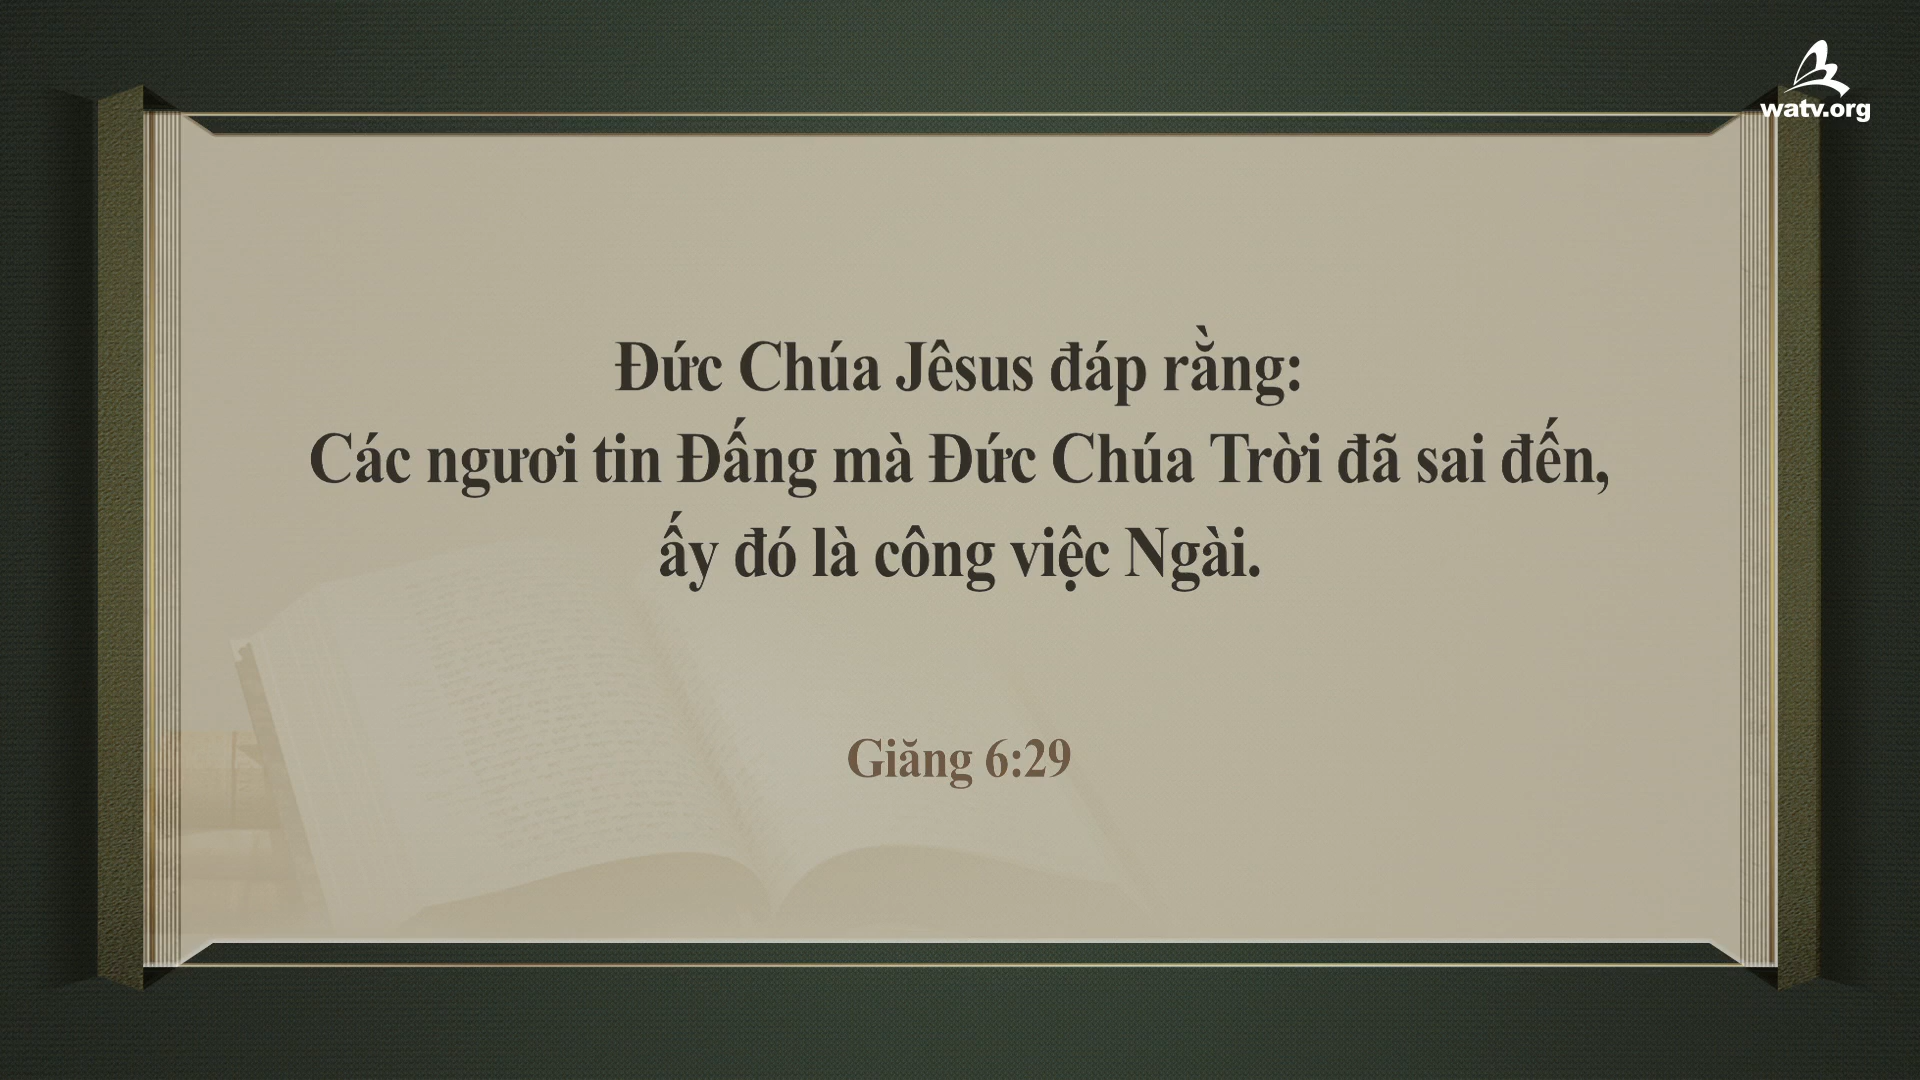 watv.org
Đức Chúa Jêsus đáp rằng:
Các ngươi tin Đấng mà Đức Chúa Trời đã sai đến,
ấy đó là công việc Ngài.
Giăng 6:29